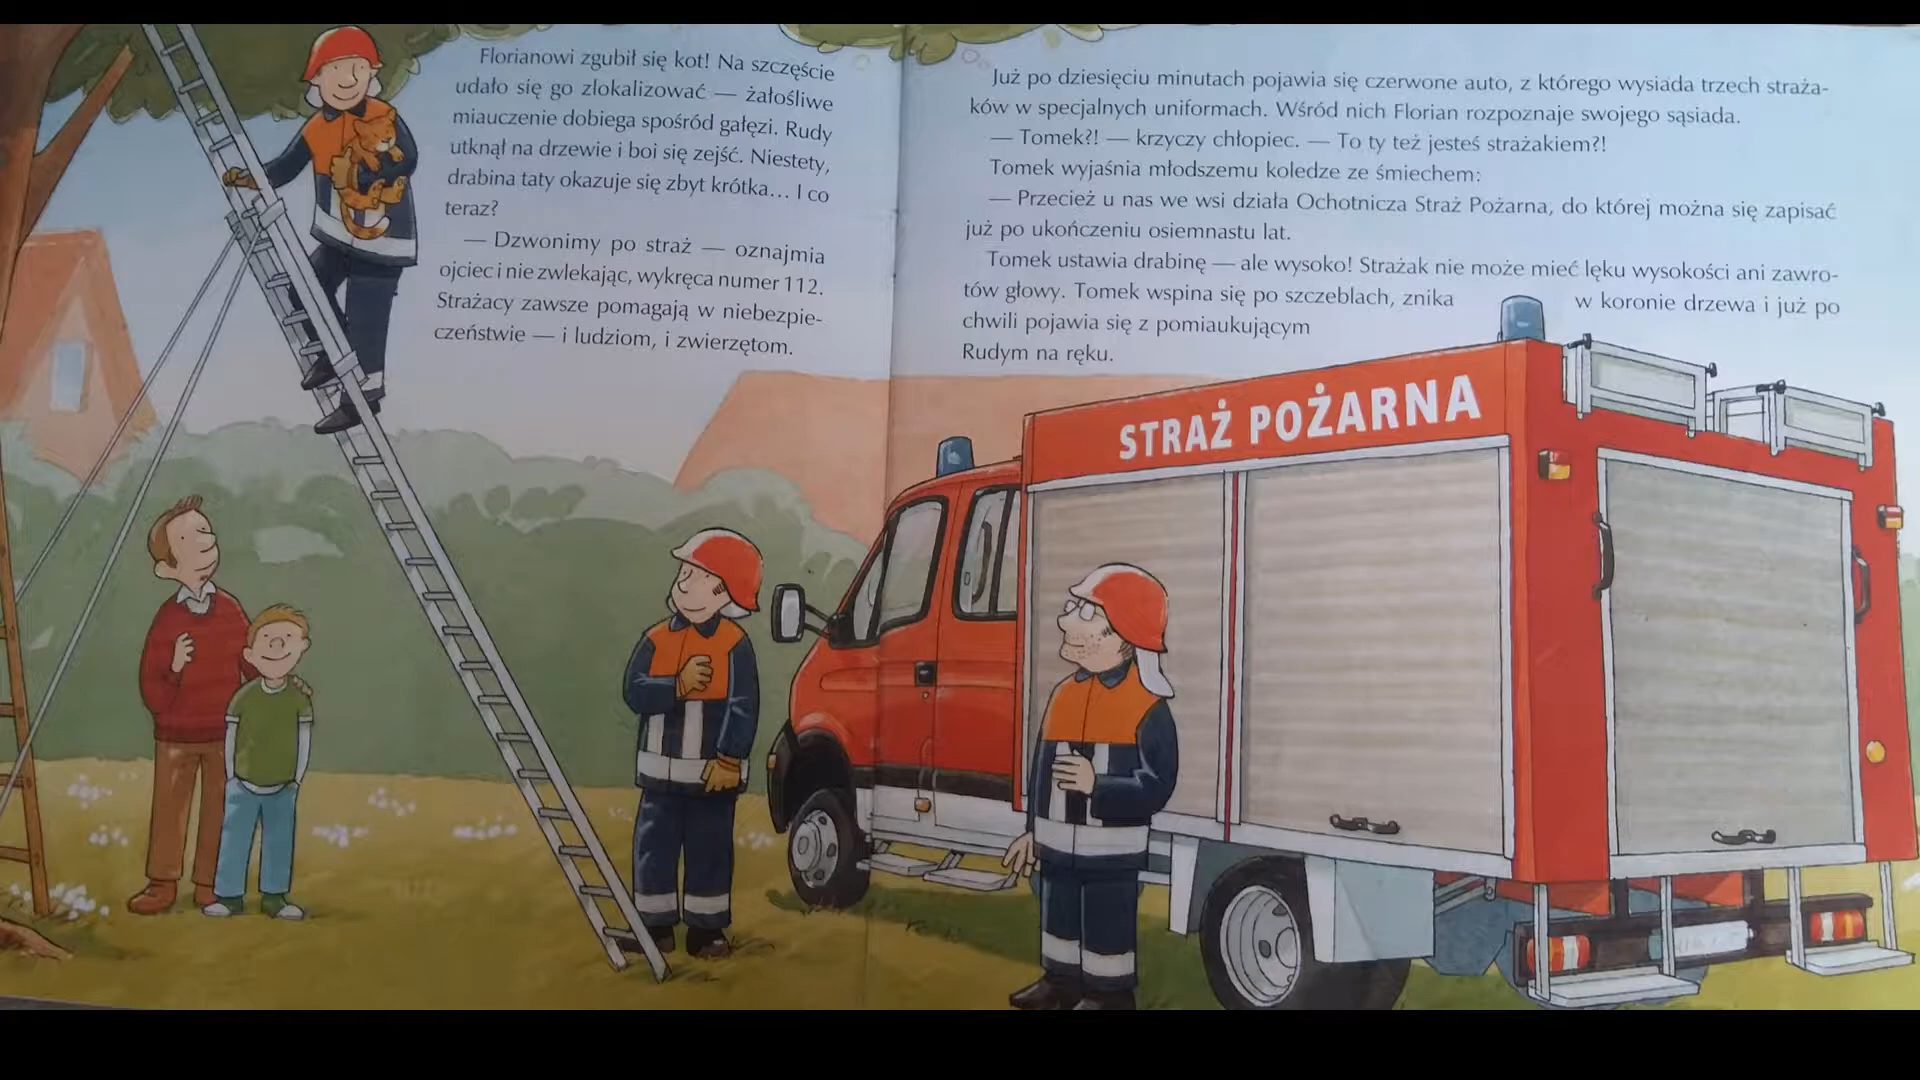 Florianowi zgubił się kot! Na szczęście
udało się go zlokalizować — żałośliwe
miauczenie dobiega spośród gałęzi. Rudy
utknął na drzewie i boi się zejść. Niestety,
drabina taty okazuje się zbyt krótka... I co
teraz?
— Dzwonimy po straż — oznajmia
ojciec i nie zwlekając, wykręca numer 112.
Strażacy zawsze pomagają w niebezpie-
czeństwie — i ludziom, i zwierzętom.
Już po dziesięciu minutach pojawia się czerwone auto, z którego wysiada trzech straża-
ków w specjalnych uniformach. Wśród nich Florian rozpoznaje swojego sąsiada.
— Tomek?! — krzyczy chłopiec. — To ty też jesteś strażakiem?!
Tomek wyjaśnia młodszemu koledze ze śmiechem:
— Przecież u nas we wsi działa Ochotnicza Straż Pożarna, do której można się zapisać
już po ukończeniu osiemnastu lat.
Tomek ustawia drabinę — ale wysoko! Strażak nie może mieć lęku wysokości ani zawro-
tów głowy. Tomek wspina się po szczeblach, znika w koronie drzewa i już po
chwili pojawia się z pomiaukującym
Rudym na ręku.
STRAŻ POŻARNA